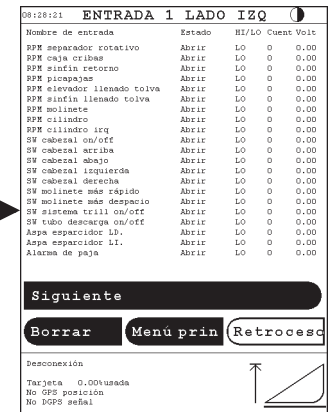 08:28:21 ENTRADA 1 LADO IZQ
Nombre de entrada Estado HI/LO Cuent Volt
RPM separador rotativo Abrir LO 0 0.00
RPM caja cribas Abrir LO 0 0.00
RPM sinfín retorno Abrir LO 0 0.00
RPM picapajas Abrir LO 0 0.00
RPM elevador llenado tolva Abrir LO 0 0.00
RPM sinfín llenado tolva Abrir LO 0 0.00
RPM molinete Abrir LO 0 0.00
RPM cilindro Abrir LO 0 0.00
RPM cilindro irq Abrir LO 0 0.00
SW cabezal on/off Abrir LO 0 0.00
SW cabezal arriba Abrir LO 0 0.00
SW cabezal abajo Abrir LO 0 0.00
SW cabezal izquierda Abrir LO 0 0.00
SW cabezal derecha Abrir LO 0 0.00
SW molinete más rápido Abrir LO 0 0.00
SW molinete más despacio Abrir LO 0 0.00
SW sistema trill on/off Abrir LO 0 0.00
SW tubo descarga on/off Abrir LO 0 0.00
Aspa esparcidor LD. Abrir LO 0 0.00
Aspa esparcidor LI. Abrir LO 0 0.00
Alarma de paja Abrir LO 0 0.00
Siguiente
Borrar Menú prin Retroceso
Desconexión
Tarjeta 0.00%usada
No GPS posición
No DGPS señal